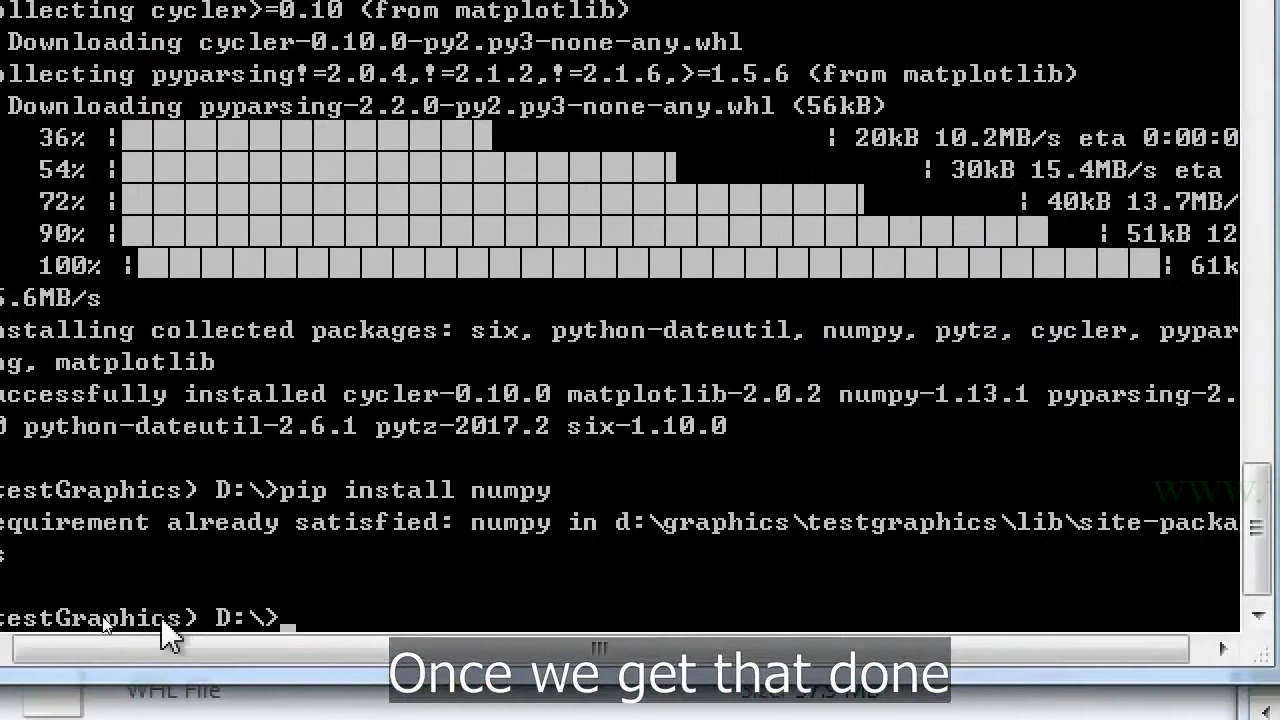 ollecting cycler>=0.10 (from matplotlib)
Downloading cycler-0.10.0-py2.py3-none-any.whl
ollecting pyparsing!=2.0.4,!=2.1.2,!=2.1.6,>=1.5.6 (from matplotlib)
Downloading pyparsing-2.2.0-py2.py3-none-any.whl (56kB)
36% | | 20kB 10.2MB/s eta 0:00:0
54% | | 30kB 15.4MB/s eta
72% | | 40kB 13.7MB/
90% | | 51kB 12
100% | | 61k
5.6MB/s
nstalling collected packages: six, python-dateutil, numpy, pytz, cycler, pypar
ng, matplotlib
uccessfully installed cycler-0.10.0 matplotlib-2.0.2 numpy-1.13.1 pyparsing-2.
0 python-dateutil-2.6.1 pytz-2017.2 six-1.10.0
testGraphics) D:\>pip install numpy
www.
equirement already satisfied: numpy in d:\graphics\testgraphics\lib\site-packa
s
testGraphics) D:\>_
Once we get that done
WHL File